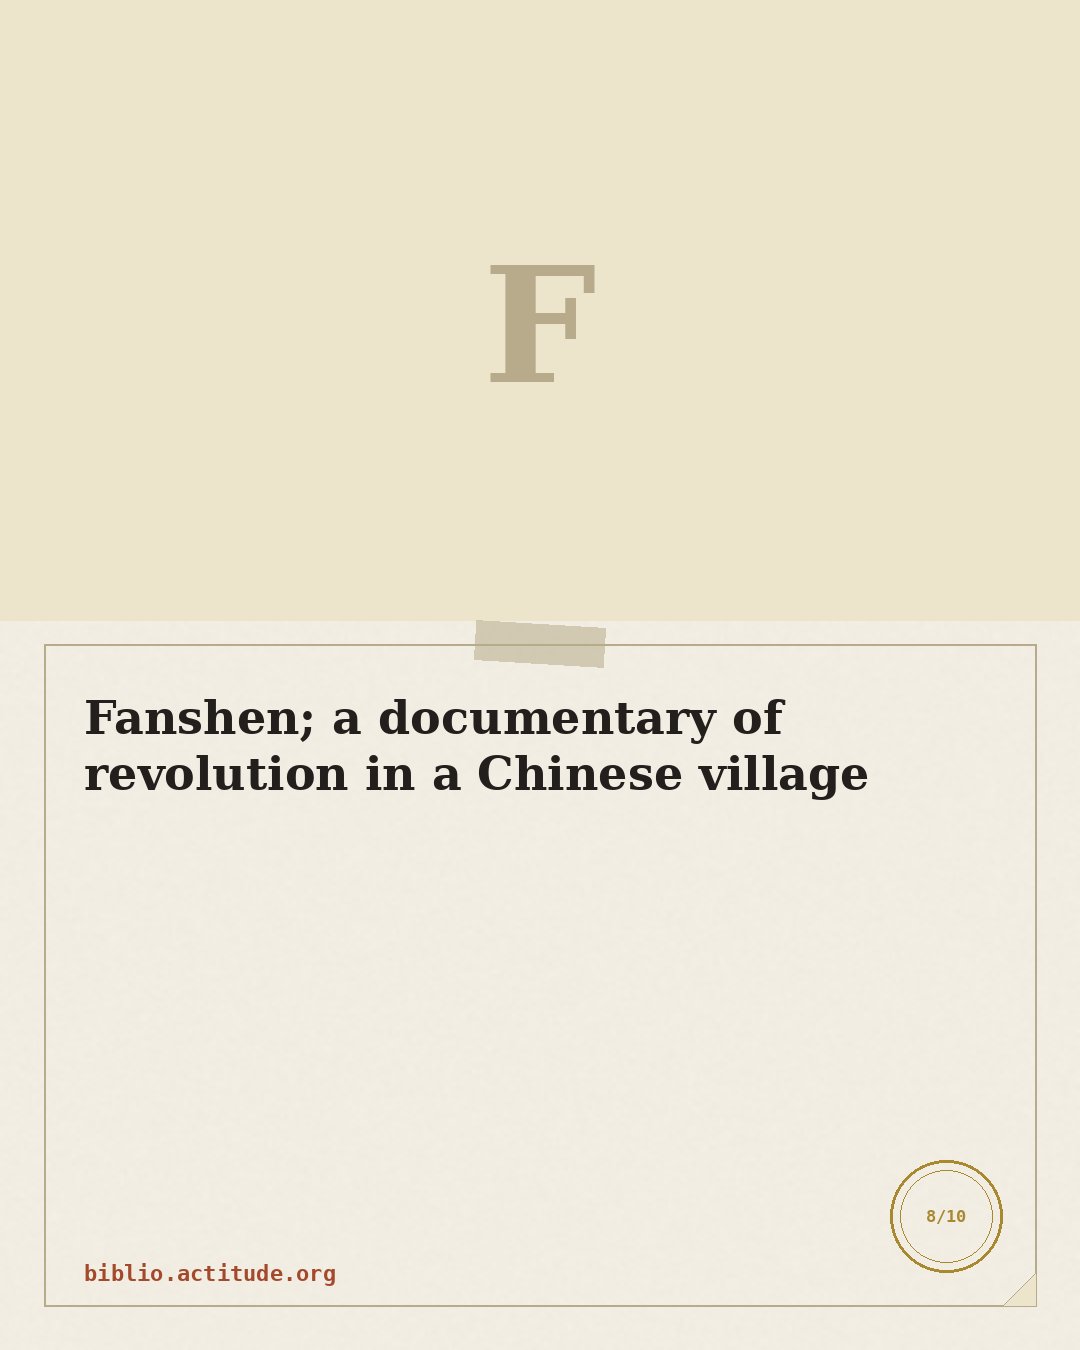 F
Fanshen; a documentary of
revolution in a Chinese village
8/10
biblio.actitude.org